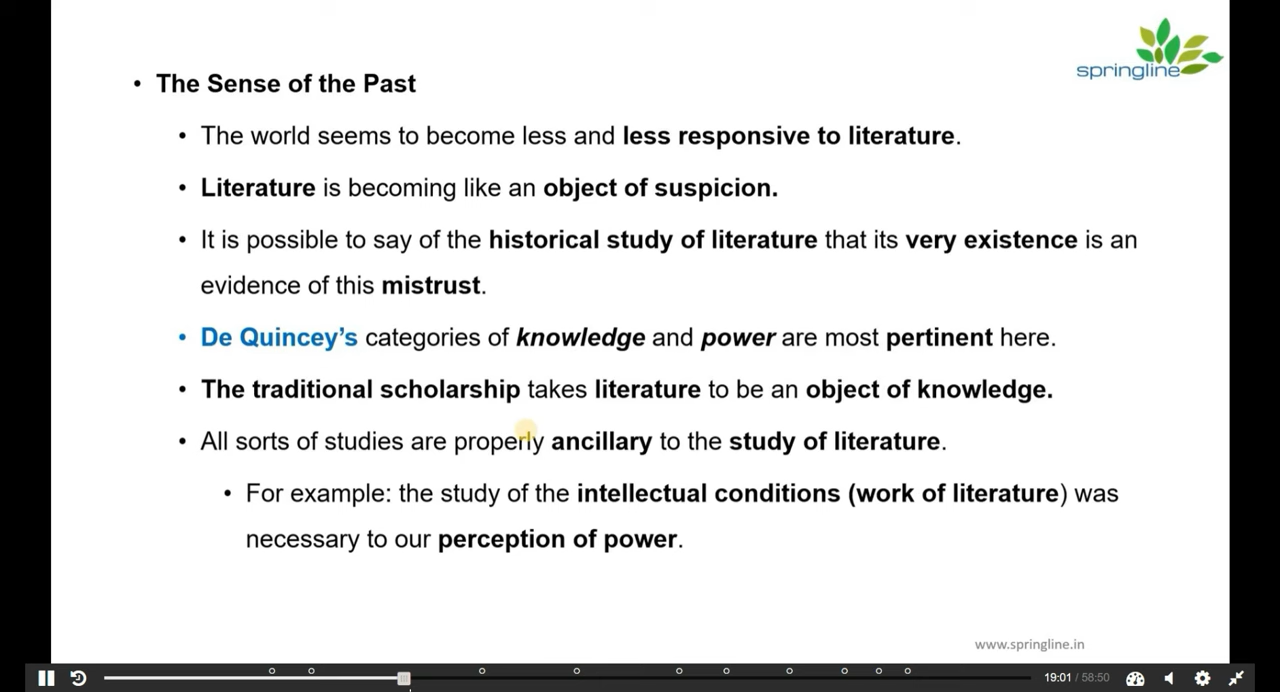 springline
• The Sense of the Past
• The world seems to become less and less responsive to literature.
• Literature is becoming like an object of suspicion.
• It is possible to say of the historical study of literature that its very existence is an
evidence of this mistrust.
• De Quincey's categories of knowledge and power are most pertinent here.
• The traditional scholarship takes literature to be an object of knowledge.
• All sorts of studies are properly ancillary to the study of literature.
• For example: the study of the intellectual conditions (work of literature) was
necessary to our perception of power.
www.springline.in
19:01 / 58:50